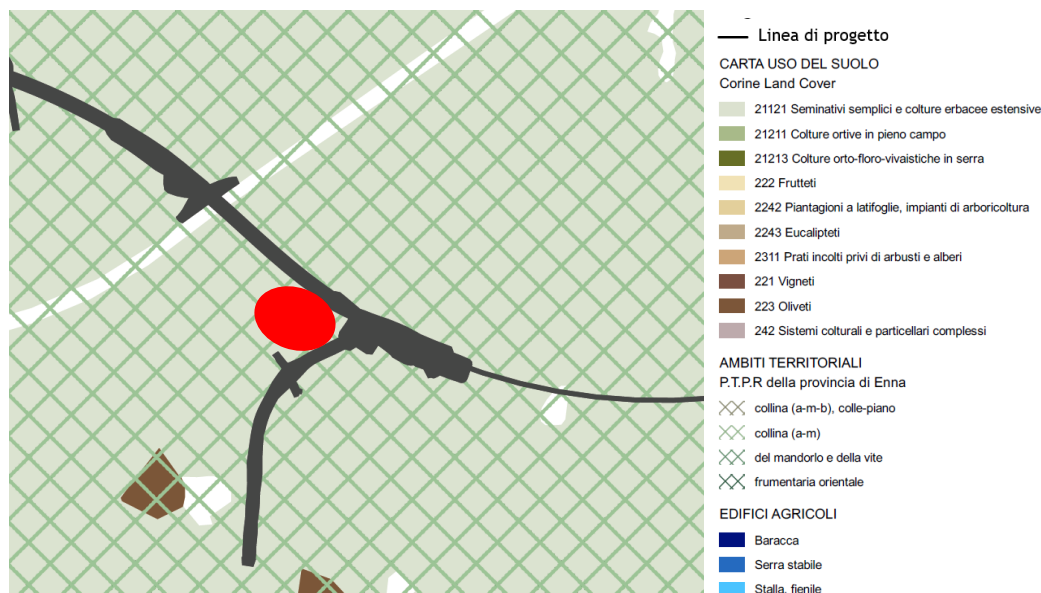 Linea di progetto
CARTA USO DEL SUOLO
Corine Land Cover
21121 Seminativi semplici e colture erbacee estensive
21211 Colture ortive in pieno campo
21213 Colture orto-floro-vivaistiche in serra
222 Frutteti
2242 Piantagioni a latifoglie, impianti di arboricoltura
2243 Eucalipteti
2311 Prati incolti privi di arbusti e alberi
221 Vigneti
223 Oliveti
242 Sistemi colturali e particellari complessi
AMBITI TERRITORIALI
P.T.P.R della provincia di Enna
collina (a-m-b), colle-piano
collina (a-m)
del mandorlo e della vite
frumentaria orientale
EDIFICI AGRICOLI
Baracca
Serra stabile
Stalla, fienile